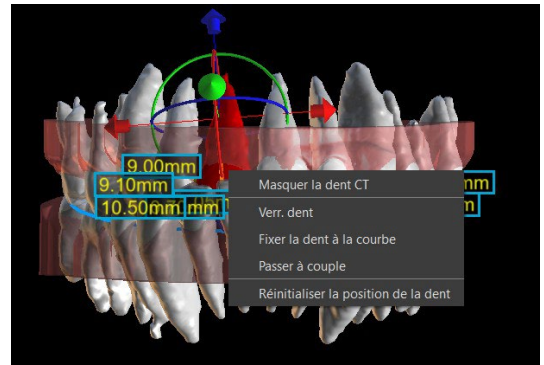 9.00mm
9.10mm
10.50mm
mm
mm
Masquer la dent CT
Verr. dent
Fixer la dent à la courbe
Passer à couple
Réinitialiser la position de la dent